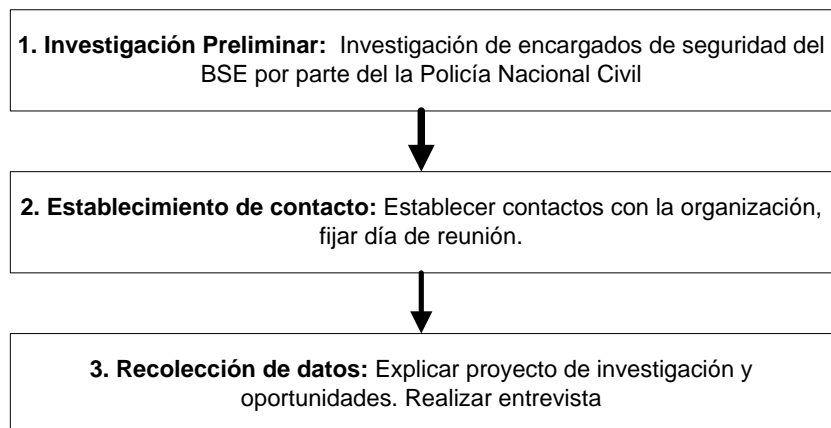 1. Investigación Preliminar: Investigación de encargados de seguridad del
BSE por parte del la Policía Nacional Civil
2. Establecimiento de contacto: Establecer contactos con la organización,
fijar día de reunión.
3. Recolección de datos: Explicar proyecto de investigación y
oportunidades. Realizar entrevista